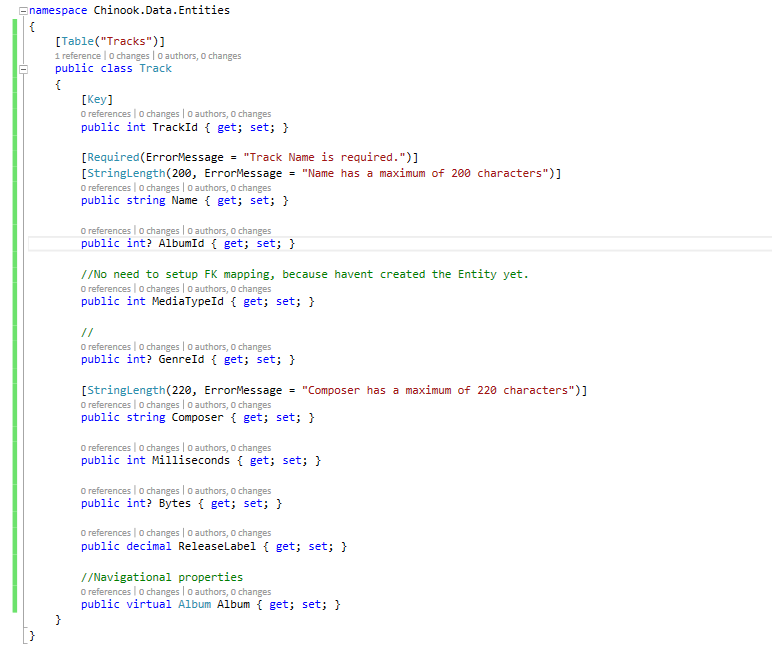 namespace Chinook.Data.Entities
{
[Table("Tracks")]
1 reference | 0 changes | 0 authors, 0 changes
public class Track
{
[Key]
0 references | 0 changes | 0 authors, 0 changes
public int TrackId { get; set; }
[Required(ErrorMessage = "Track Name is required.")]
[StringLength(200, ErrorMessage = "Name has a maximum of 200 characters")]
0 references | 0 changes | 0 authors, 0 changes
public string Name { get; set; }
0 references | 0 changes | 0 authors, 0 changes
public int? AlbumId { get; set; }
//No need to setup FK mapping, because havent created the Entity yet.
0 references | 0 changes | 0 authors, 0 changes
public int MediaTypeId { get; set; }
//
0 references | 0 changes | 0 authors, 0 changes
public int? GenreId { get; set; }
[StringLength(220, ErrorMessage = "Composer has a maximum of 220 characters")]
0 references | 0 changes | 0 authors, 0 changes
public string Composer { get; set; }
0 references | 0 changes | 0 authors, 0 changes
public int Milliseconds { get; set; }
0 references | 0 changes | 0 authors, 0 changes
public int? Bytes { get; set; }
0 references | 0 changes | 0 authors, 0 changes
public decimal ReleaseLabel { get; set; }
//Navigational properties
0 references | 0 changes | 0 authors, 0 changes
public virtual Album Album { get; set; }
}
}